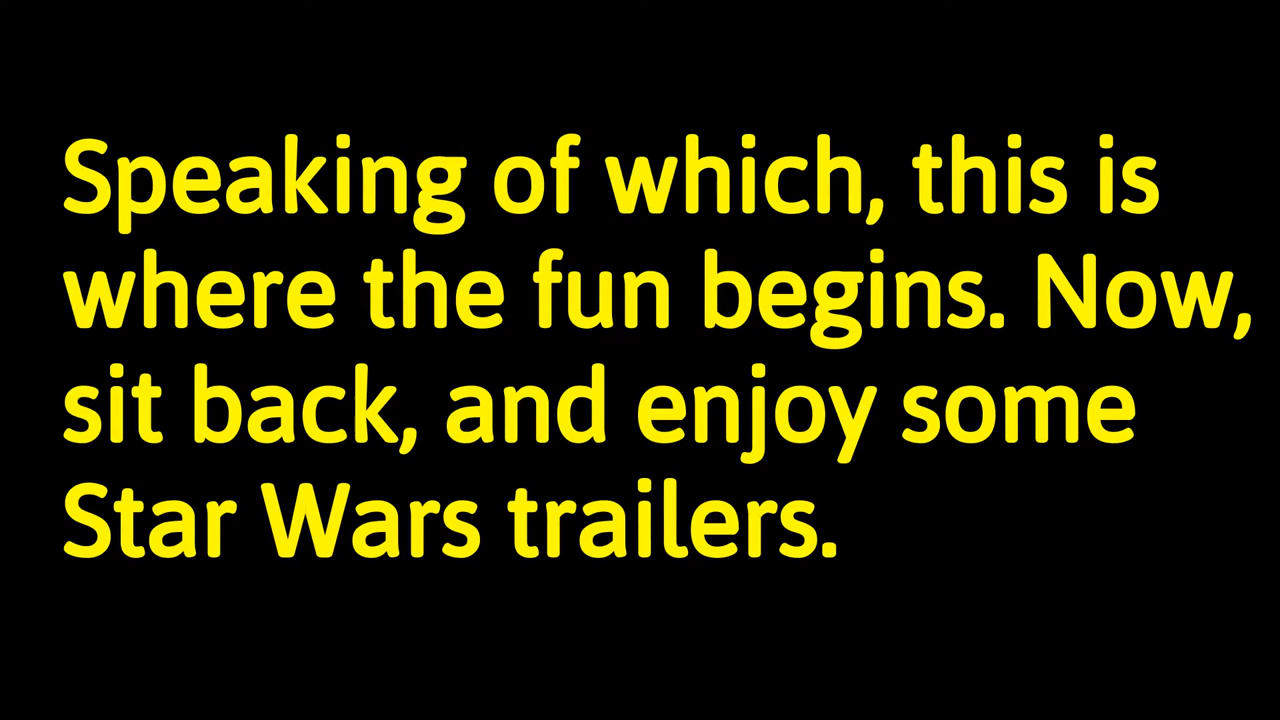 Speaking of which, this is
where the fun begins. Now,
sit back, and enjoy some
Star Wars trailers.